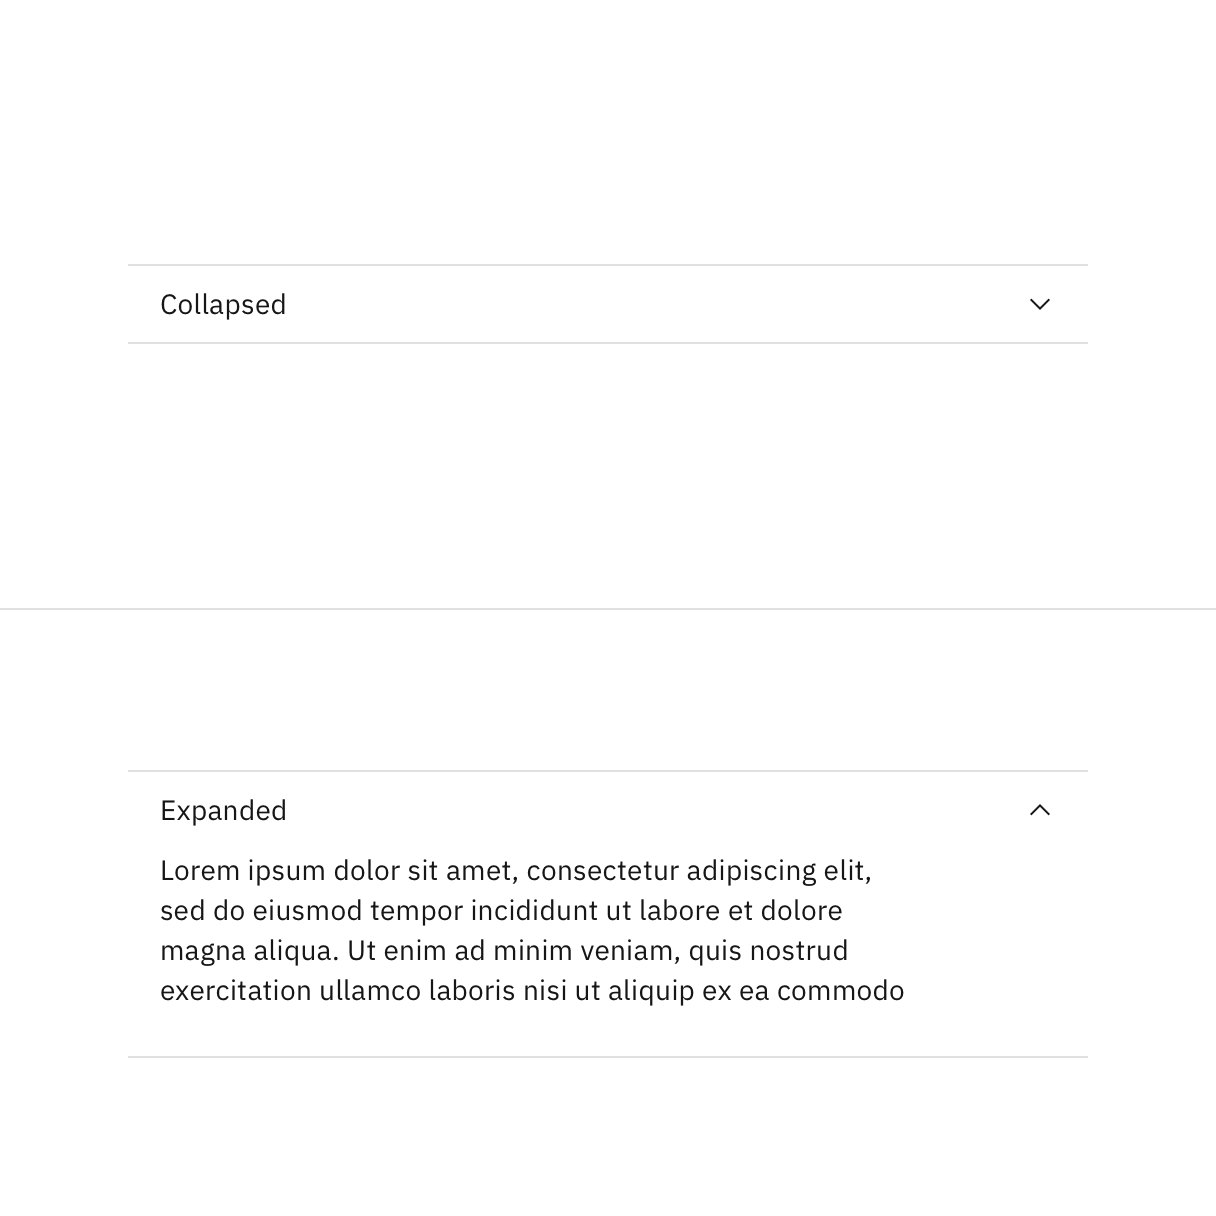 Collapsed
Expanded
Lorem ipsum dolor sit amet, consectetur adipiscing elit,
sed do eiusmod tempor incididunt ut labore et dolore
magna aliqua. Ut enim ad minim veniam, quis nostrud
exercitation ullamco laboris nisi ut aliquip ex ea commodo